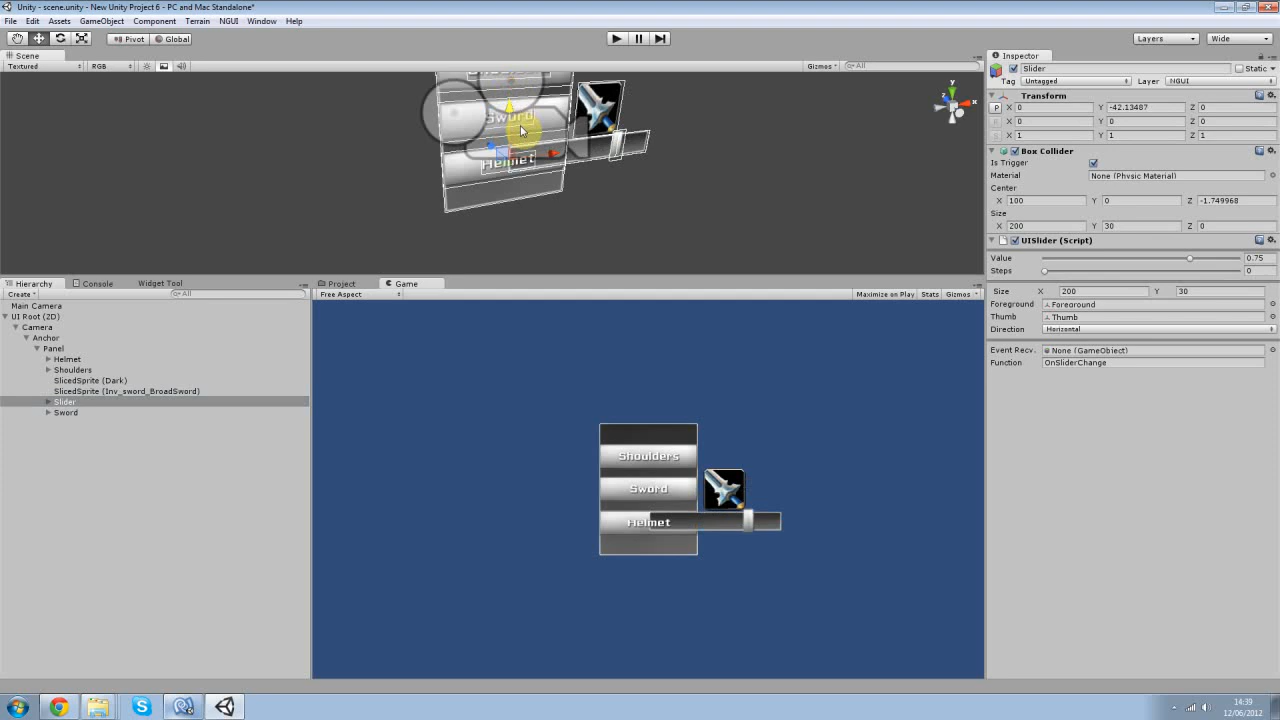 Unity - scene.unity - New Unity Project 6 - PC and Mac Standalone*
File Edit Assets GameObject Component Terrain NGUI Window Help
Pivot Global Layers Wide
Scene
Textured RGB Gizmos All
Sword
Helmet
y
x
z
Inspector
Slider Static
Tag Untagged Layer NGUI
Transform
P X 0 Y -42.13487 Z 0
R X 0 Y 0 Z 0
S X 1 Y 1 Z 1
Box Collider
Is Trigger
Material None (Physic Material)
Center
X 100 Y 0 Z -1.749968
Size
X 200 Y 30 Z 0
UISlider (Script)
Value 0.75
Steps 0
Size X 200 Y 30
Foreground Foreground
Thumb Thumb
Direction Horizontal
Event Recv. None (GameObject)
Function OnSliderChange
Hierarchy Console Widget Tool
Create All
Main Camera
UI Root (2D)
Camera
Anchor
Panel
Helmet
Shoulders
SlicedSprite (Dark)
SlicedSprite (Inv_sword_BroadSword)
Slider
Sword
Project Game
Free Aspect Maximize on Play Stats Gizmos
Shoulders
Sword
Helmet
14:39
12/06/2012